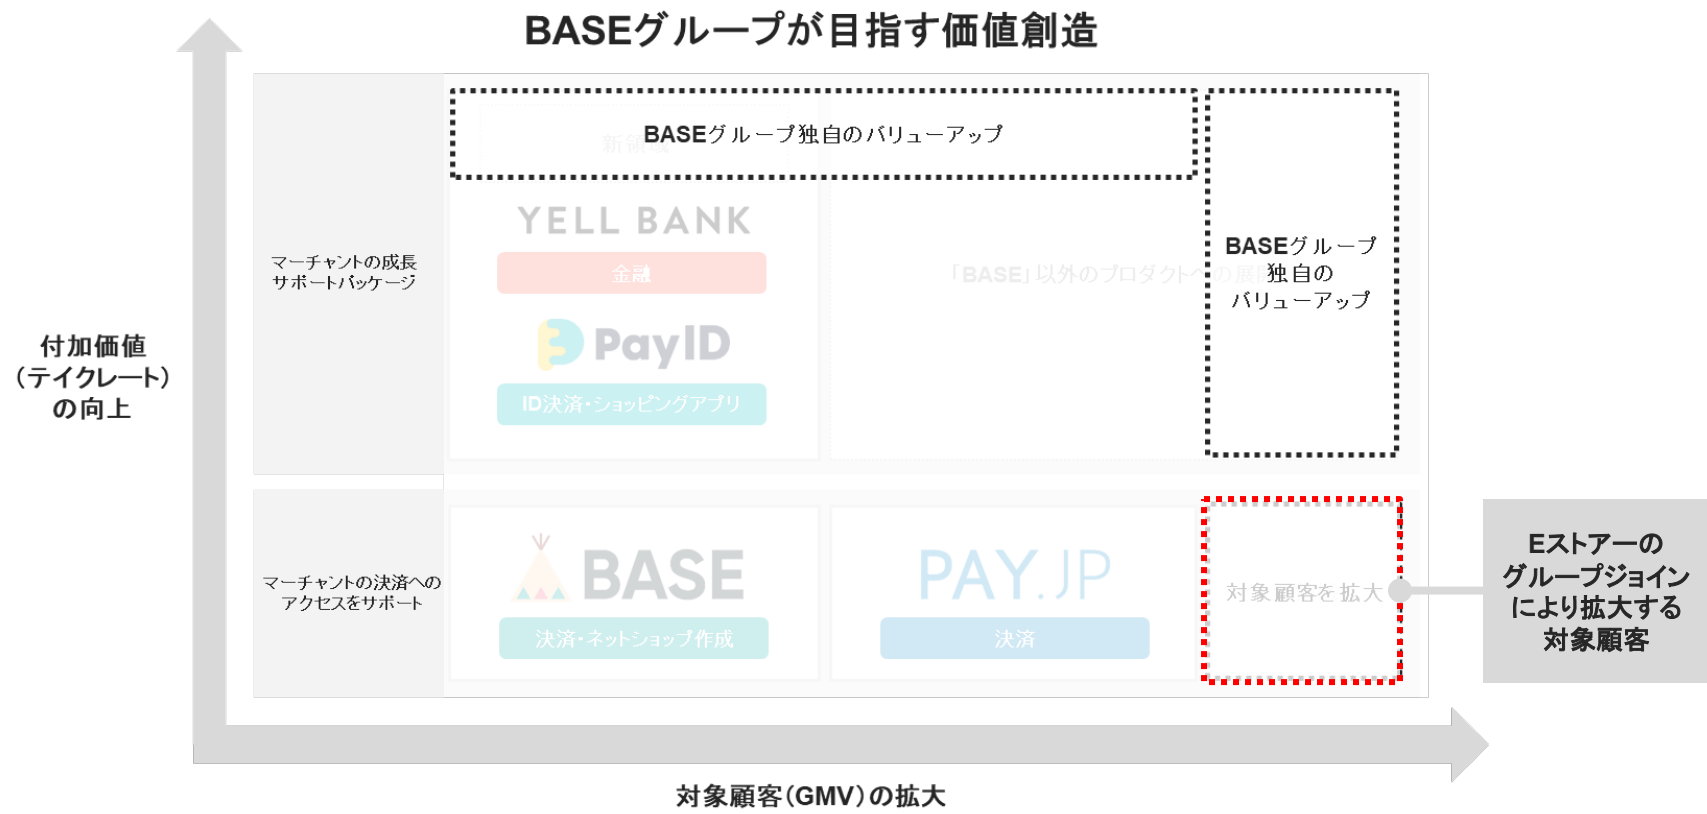 BASEグループが目指す価値創造
新領域
BASEグループ独自のバリューアップ
YELL BANK
金融
PayID
ID決済・ショッピングアプリ
「BASE」以外のプロダクトへの展
BASEグループ
独自の
バリューアップ
マーチャントの成長
サポートパッケージ
付加価値
（テイクレート）
の向上
マーチャントの決済への
アクセスをサポート
BASE
決済・ネットショップ作成
PAY.JP
決済
対象顧客を拡大
Eストアーの
グループジョイン
により拡大する
対象顧客
対象顧客（GMV）の拡大